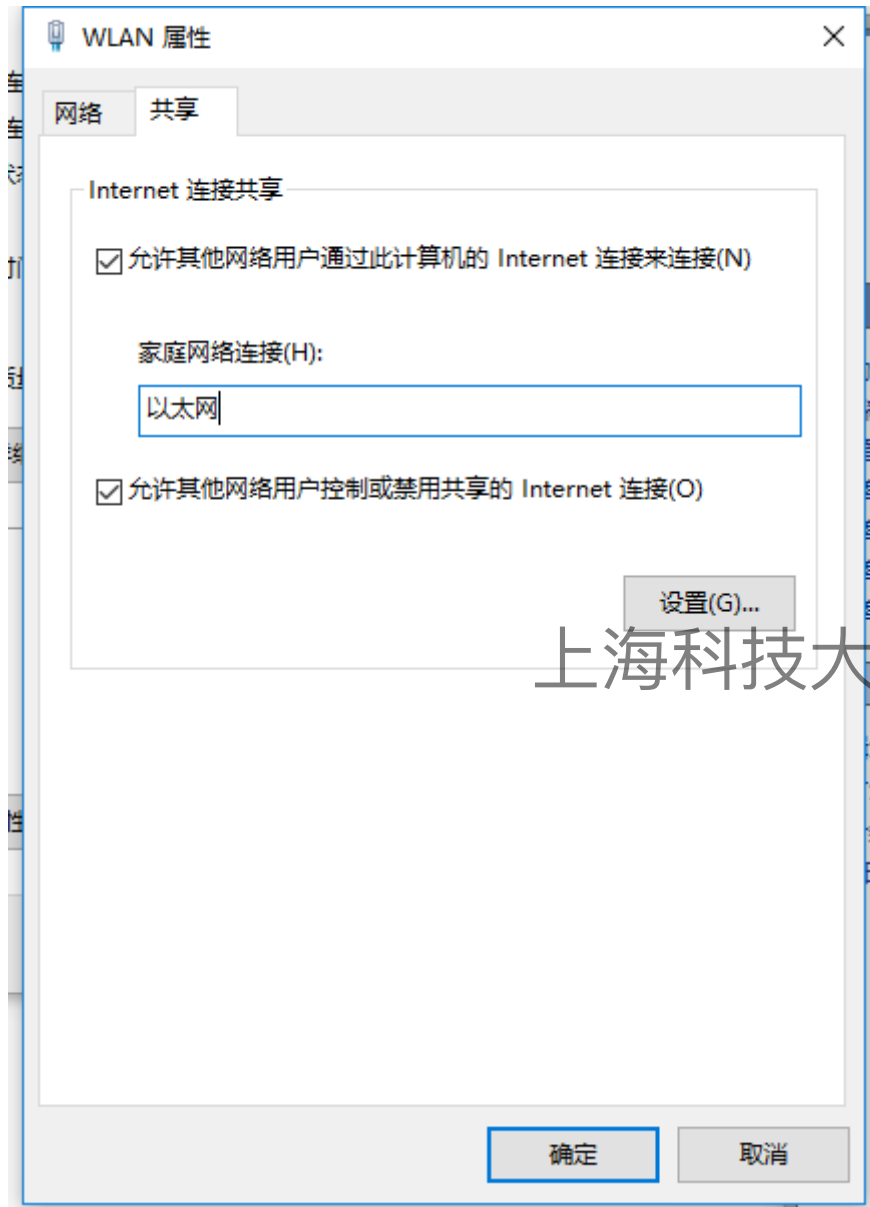 WLAN 属性
网络
共享
Internet 连接共享
允许其他网络用户通过此计算机的 Internet 连接来连接(N)
家庭网络连接(H):
以太网
允许其他网络用户控制或禁用共享的 Internet 连接(O)
设置(G)...
上海科技大
确定
取消